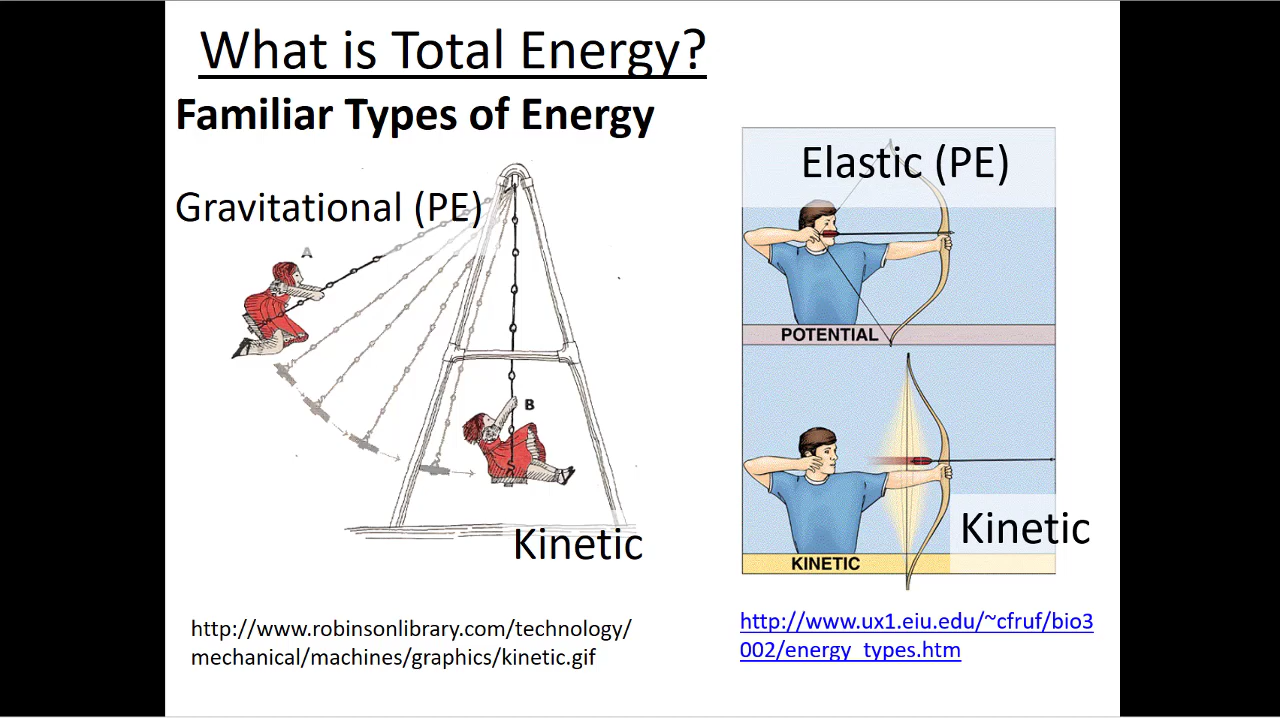 What is Total Energy?
Familiar Types of Energy
Gravitational (PE)
A
B
Kinetic
http://www.robinsonlibrary.com/technology/
mechanical/machines/graphics/kinetic.gif
Elastic (PE)
POTENTIAL
Kinetic
KINETIC
http://www.ux1.eiu.edu/~cfruf/bio3
002/energy_types.htm